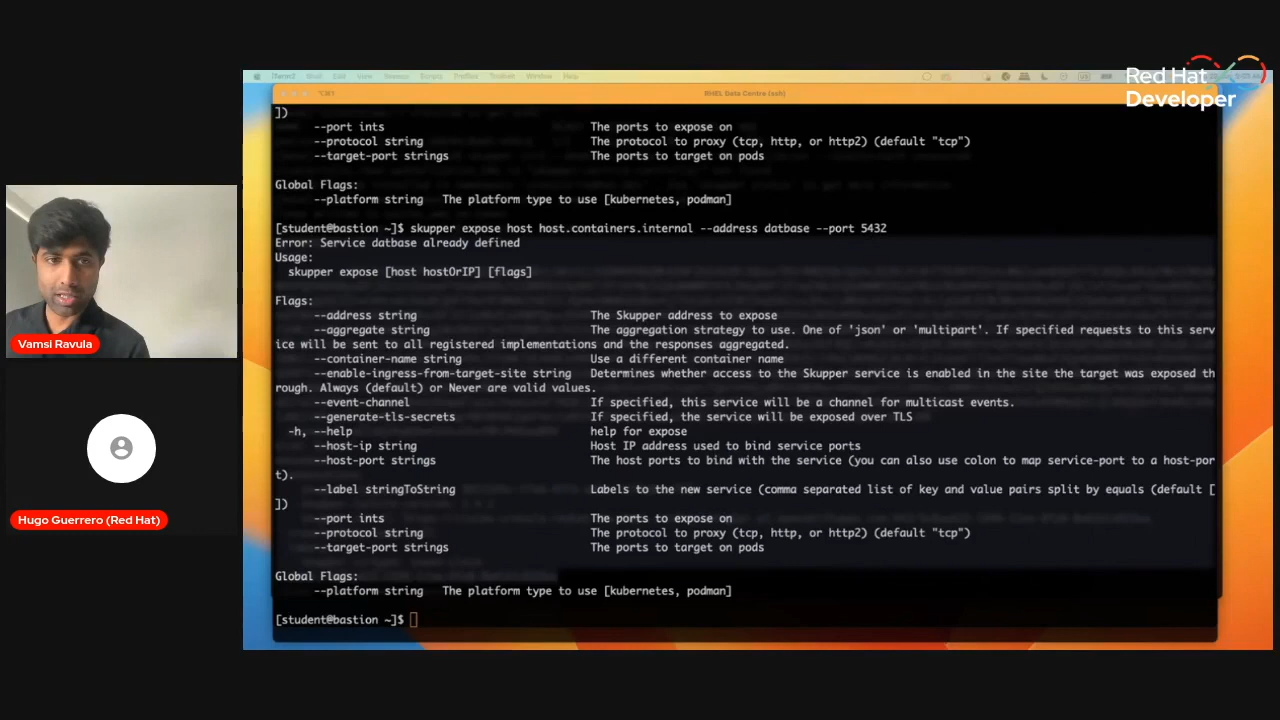 Red Hat
Developer
iTerm2 Shell Edit View Session Scripts Profiles Toolbelt Window Help
RHEL Data Centre (ssh)
])
--port ints The ports to expose on
--protocol string The protocol to proxy (tcp, http, or http2) (default "tcp")
--target-port strings The ports to target on pods
Global Flags:
--platform string The platform type to use [kubernetes, podman]
[student@bastion ~]$ skupper expose host host.containers.internal --address datbase --port 5432
Error: Service datbase already defined
Usage:
skupper expose [host hostOrIP] [flags]
Flags:
--address string The Skupper address to expose
--aggregate string The aggregation strategy to use. One of 'json' or 'multipart'. If specified requests to this serv
ice will be sent to all registered implementations and the responses aggregated.
--container-name string Use a different container name
--enable-ingress-from-target-site string Determines whether access to the Skupper service is enabled in the site the target was exposed th
rough. Always (default) or Never are valid values.
--event-channel If specified, this service will be a channel for multicast events.
--generate-tls-secrets If specified, the service will be exposed over TLS
-h, --help help for expose
--host-ip string Host IP address used to bind service ports
--host-port strings The host ports to bind with the service (you can also use colon to map service-port to a host-por
t).
--label stringToString Labels to the new service (comma separated list of key and value pairs split by equals (default [
])
--port ints The ports to expose on
--protocol string The protocol to proxy (tcp, http, or http2) (default "tcp")
--target-port strings The ports to target on pods
Global Flags:
--platform string The platform type to use [kubernetes, podman]
[student@bastion ~]$
Vamsi Ravula
Hugo Guerrero (Red Hat)